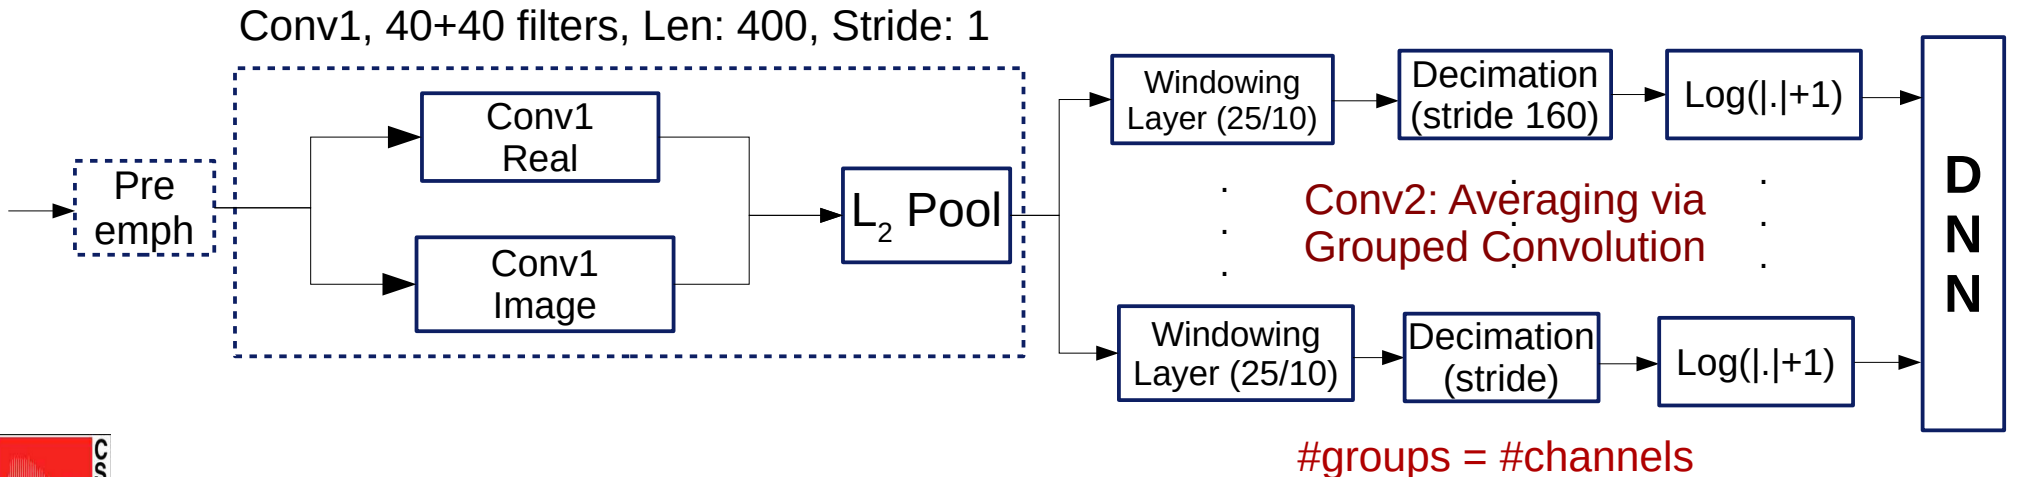 Conv1, 40+40 filters, Len: 400, Stride: 1
Pre
emph
Conv1
Real
Conv1
Image
L2 Pool
Windowing
Layer (25/10)
Decimation
(stride 160)
Log(|.|+1)
Conv2: Averaging via
Grouped Convolution
Windowing
Layer (25/10)
Decimation
(stride)
Log(|.|+1)
D
N
N
#groups = #channels
C
S